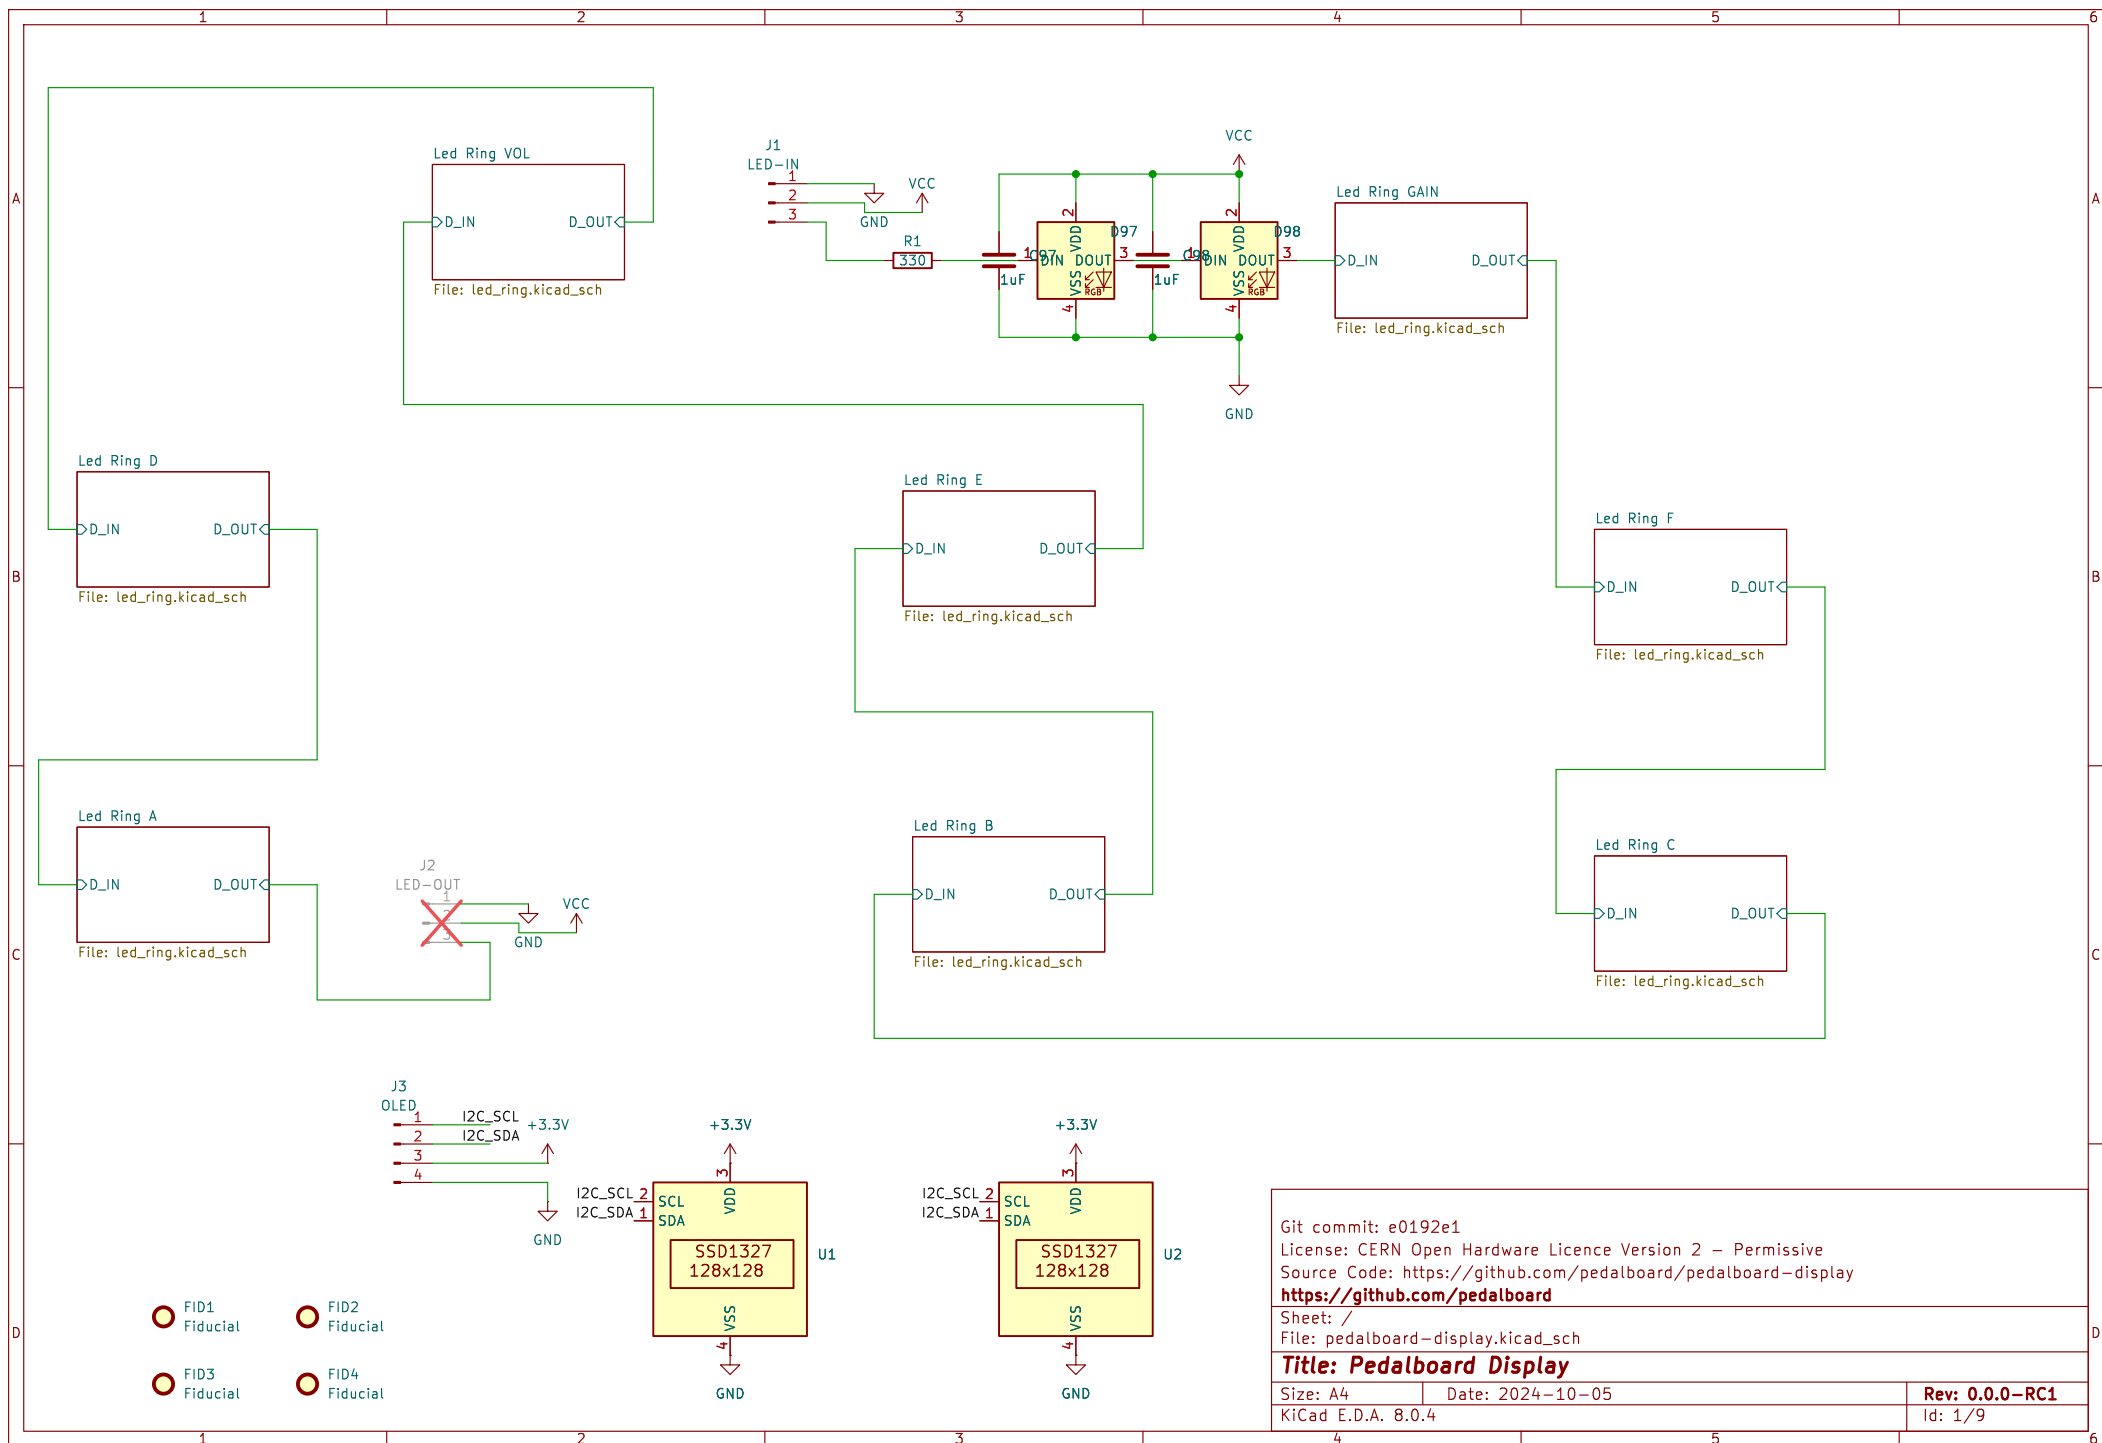 1 2 3 4 5 6
A
B
C
D
A
B
C
D
1 2 3 4 5 6
Led Ring VOL
D_IN D_OUT
File: led_ring.kicad_sch
J1
LED-IN
1
2
3
GND
VCC
R1
330
C97
1uF
D97
1 DIN DOUT 3
2 VDD
4 VSS
RGB
C98
1uF
D98
1 DIN DOUT 3
2 VDD
4 VSS
RGB
VCC
GND
Led Ring GAIN
D_IN D_OUT
File: led_ring.kicad_sch
Led Ring D
D_IN D_OUT
File: led_ring.kicad_sch
Led Ring E
D_IN D_OUT
File: led_ring.kicad_sch
Led Ring F
D_IN D_OUT
File: led_ring.kicad_sch
Led Ring A
D_IN D_OUT
File: led_ring.kicad_sch
J2
LED-OUT
1
2
3
GND
VCC
Led Ring B
D_IN D_OUT
File: led_ring.kicad_sch
Led Ring C
D_IN D_OUT
File: led_ring.kicad_sch
J3
OLED
1 I2C_SCL
2 I2C_SDA
3
4
+3.3V
GND
+3.3V
3 VDD
I2C_SCL 2 SCL
I2C_SDA 1 SDA
SSD1327
128x128
U1
VSS 4
GND
+3.3V
3 VDD
I2C_SCL 2 SCL
I2C_SDA 1 SDA
SSD1327
128x128
U2
VSS 4
GND
FID1
Fiducial
FID2
Fiducial
FID3
Fiducial
FID4
Fiducial
Git commit: e0192e1
License: CERN Open Hardware Licence Version 2 - Permissive
Source Code: https://github.com/pedalboard/pedalboard-display
https://github.com/pedalboard
Sheet: /
File: pedalboard-display.kicad_sch
Title: Pedalboard Display
Size: A4 Date: 2024-10-05 Rev: 0.0.0-RC1
KiCad E.D.A. 8.0.4 Id: 1/9